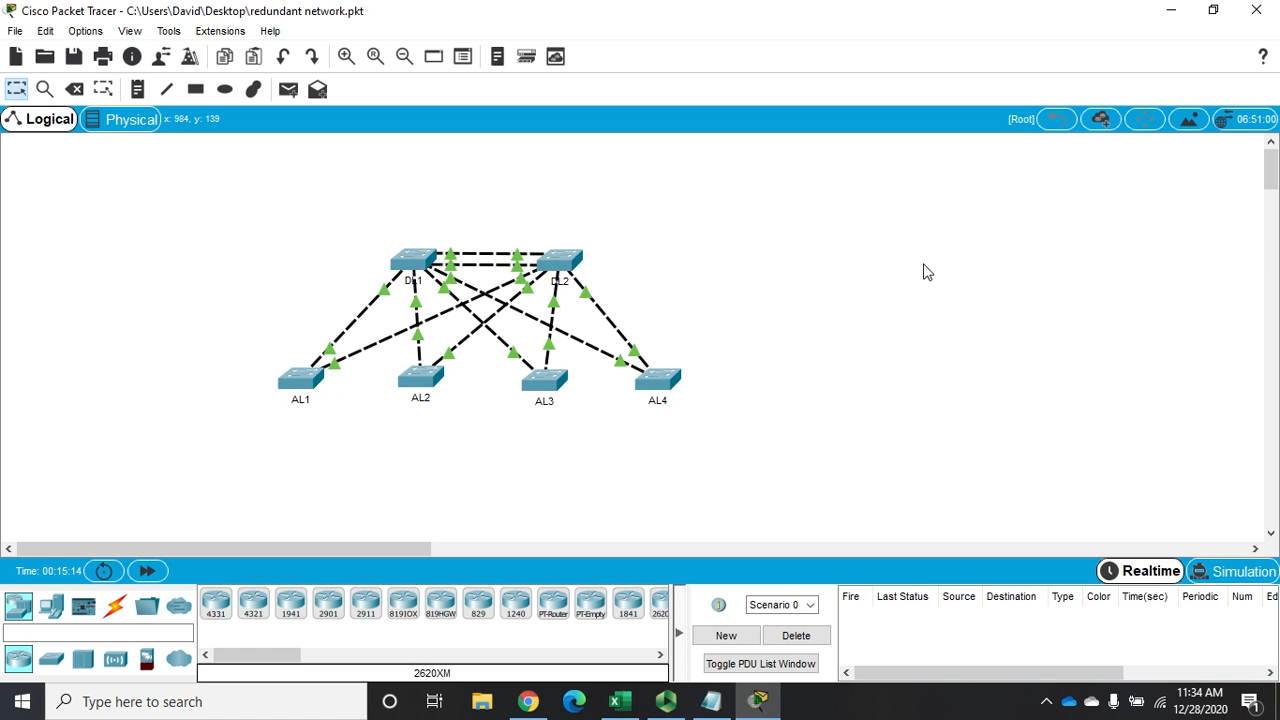 Cisco Packet Tracer - C:\Users\David\Desktop\redundant network.pkt
File Edit Options View Tools Extensions Help
Logical Physical x: 984, y: 139 [Root] 06:51:00
DL1 DL2
AL1 AL2 AL3 AL4
Time: 00:15:14 Realtime Simulation
4331 4321 1941 2901 2911 819IOX 819HGW 829 1240 PT-Router PT-Empty 1841 2620
2620XM
Scenario 0
New Delete
Toggle PDU List Window
Fire Last Status Source Destination Type Color Time(sec) Periodic Num Ed
Type here to search
11:34 AM
12/28/2020
1